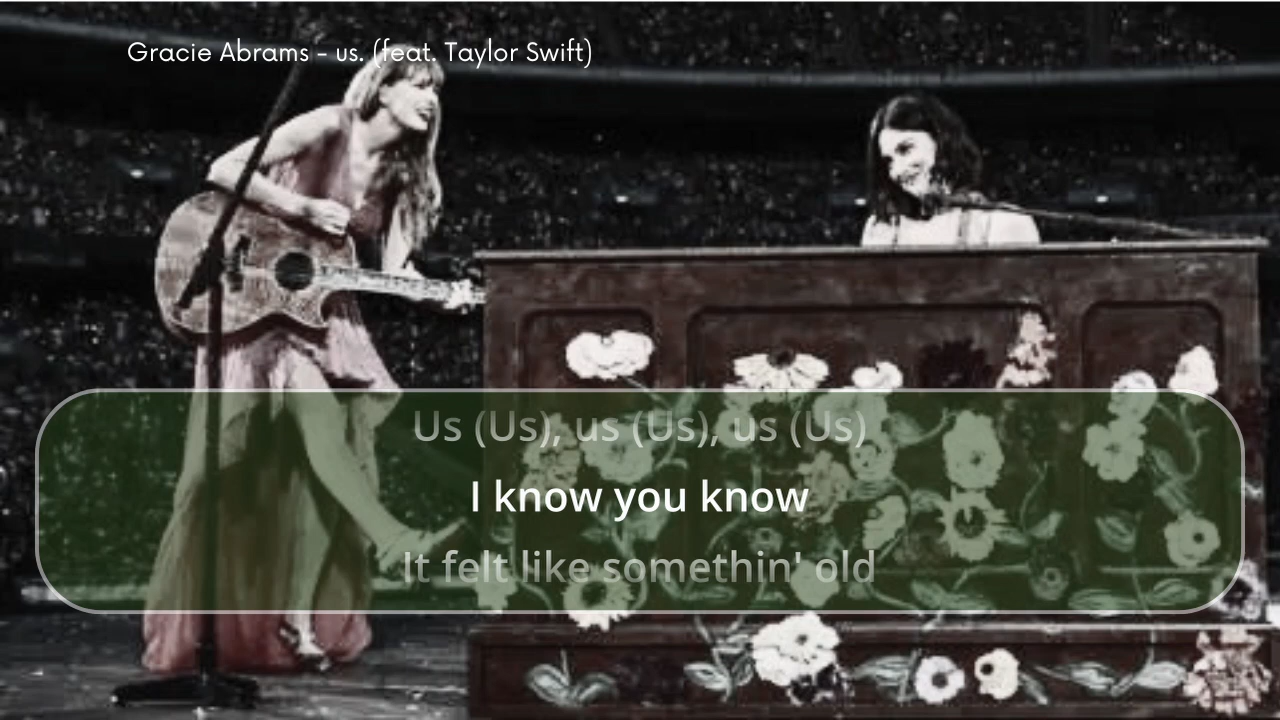 Gracie Abrams - us. (feat. Taylor Swift)
Us (Us), us (Us), us (Us)
I know you know
It felt like somethin' old